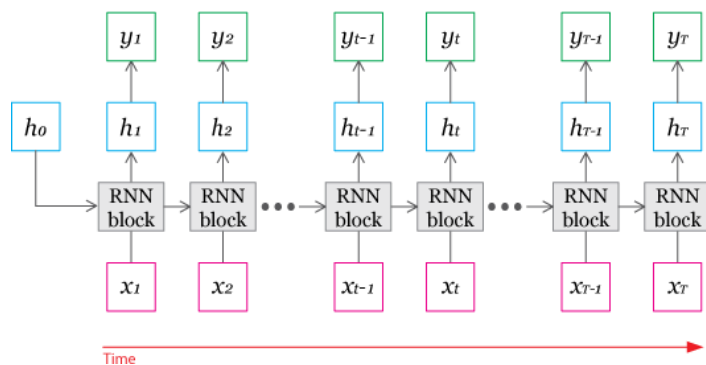 y1 y2 yt-1 yt yT-1 yT
h0 h1 h2 ht-1 ht hT-1 hT
RNN block RNN block RNN block RNN block RNN block RNN block
x1 x2 xt-1 xt xT-1 xT
Time